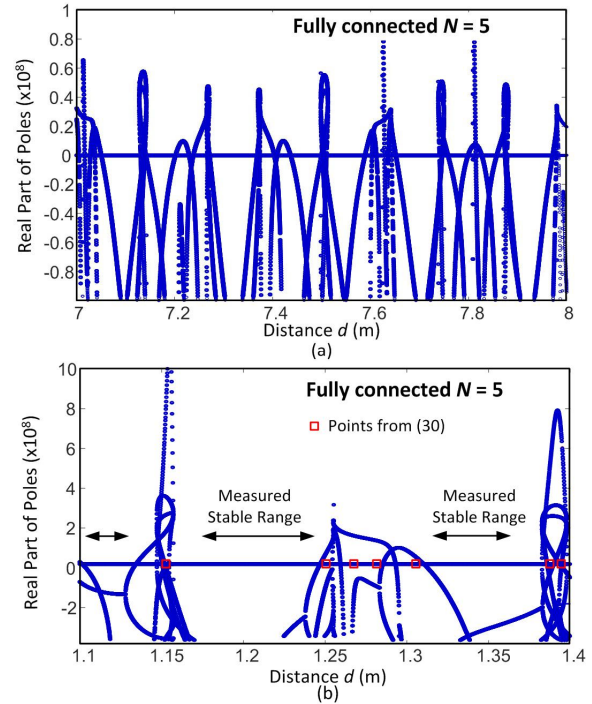 Fully connected N = 5
1
0.8
0.6
0.4
0.2
0
-0.2
-0.4
-0.6
-0.8
Real Part of Poles (x10⁸)
7 7.2 7.4 7.6 7.8 8
Distance d (m)
(a)
Fully connected N = 5
Points from (30)
Measured Stable Range
Measured Stable Range
10
8
6
4
2
0
-2
Real Part of Poles (x10⁸)
1.1 1.15 1.2 1.25 1.3 1.35 1.4
Distance d (m)
(b)